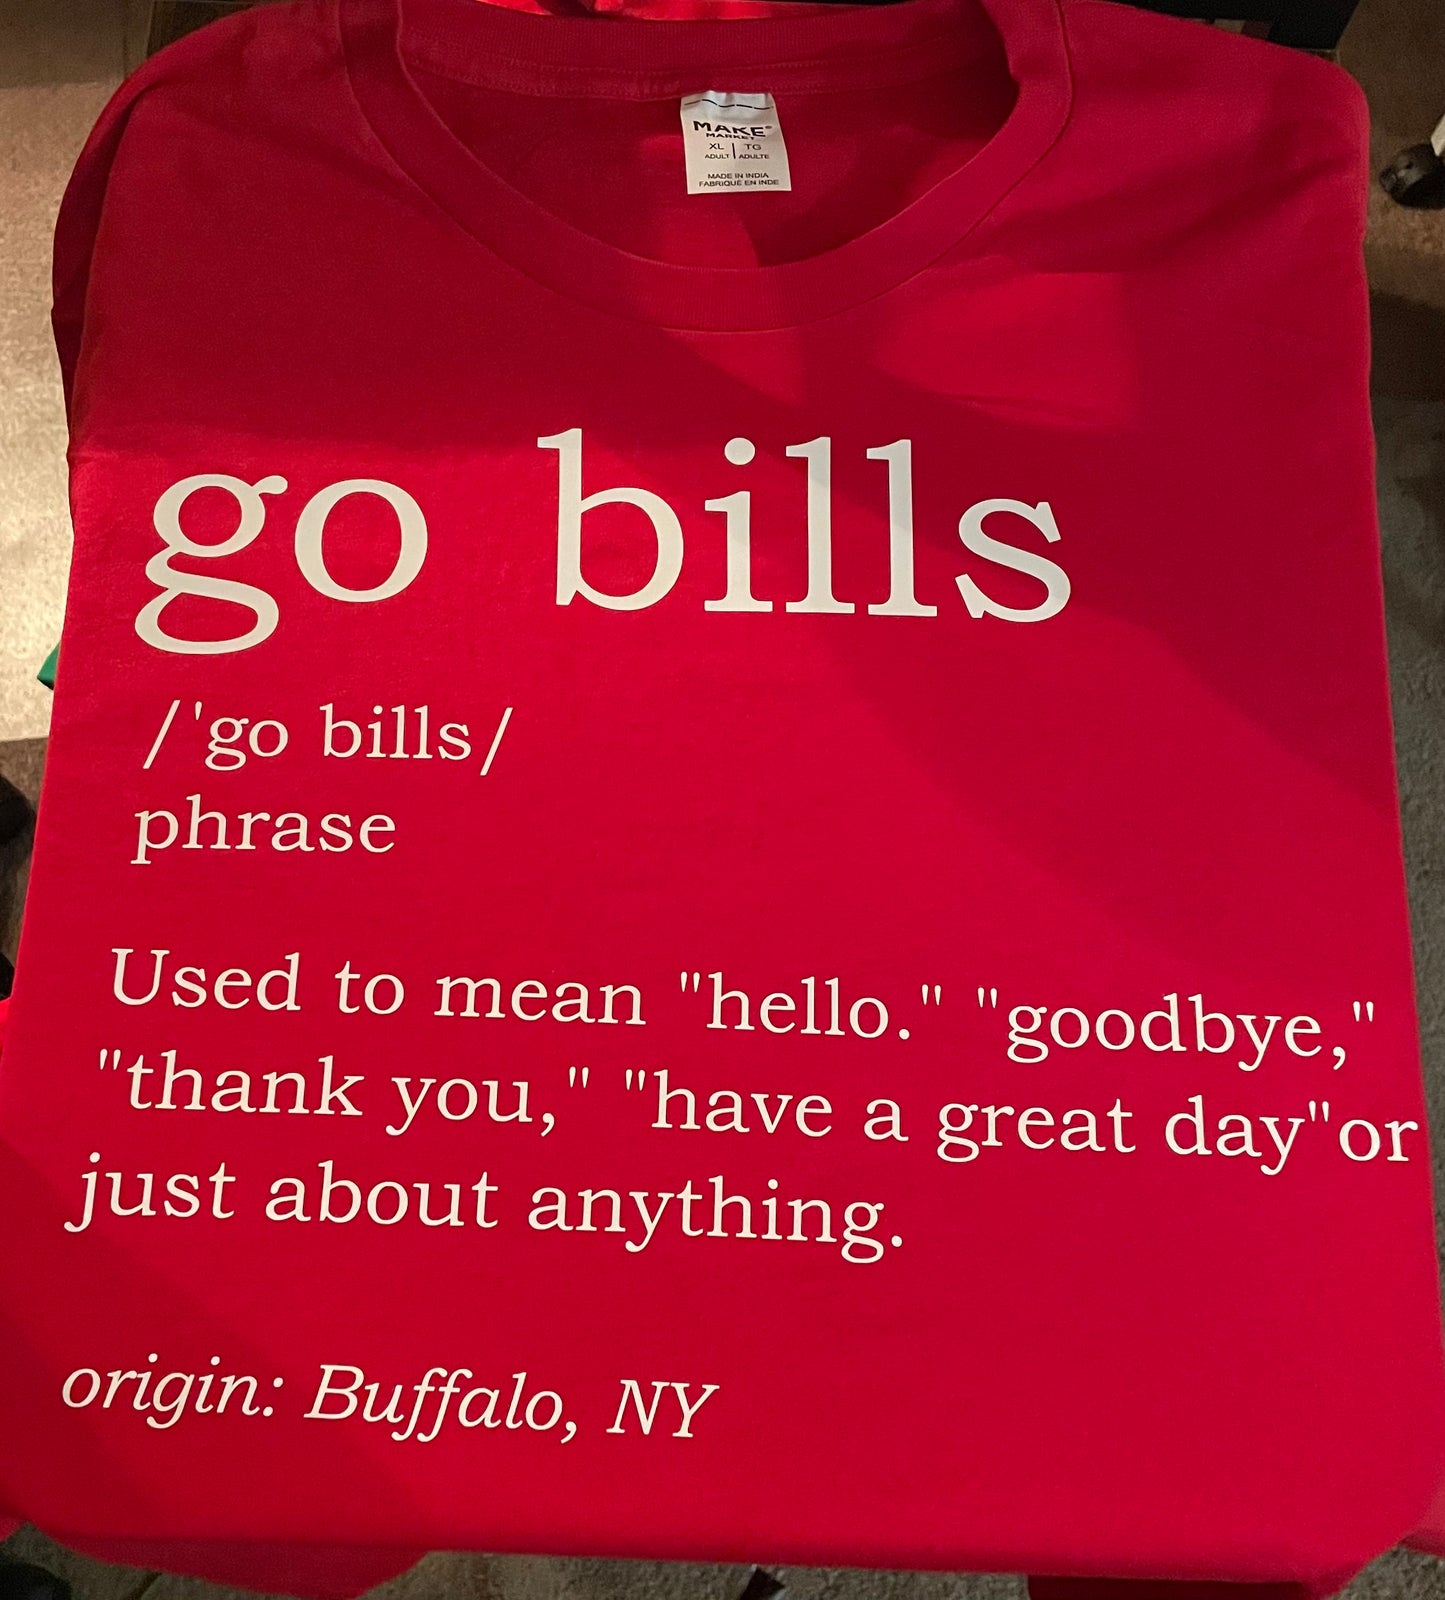 MAKE
MARKET
XL | TG
ADULT | ADULTE
MADE IN INDIA
FABRIQUÉ EN INDE
go bills
/'go bills/
phrase
Used to mean "hello." "goodbye,"
"thank you," "have a great day"or
just about anything.
origin: Buffalo, NY